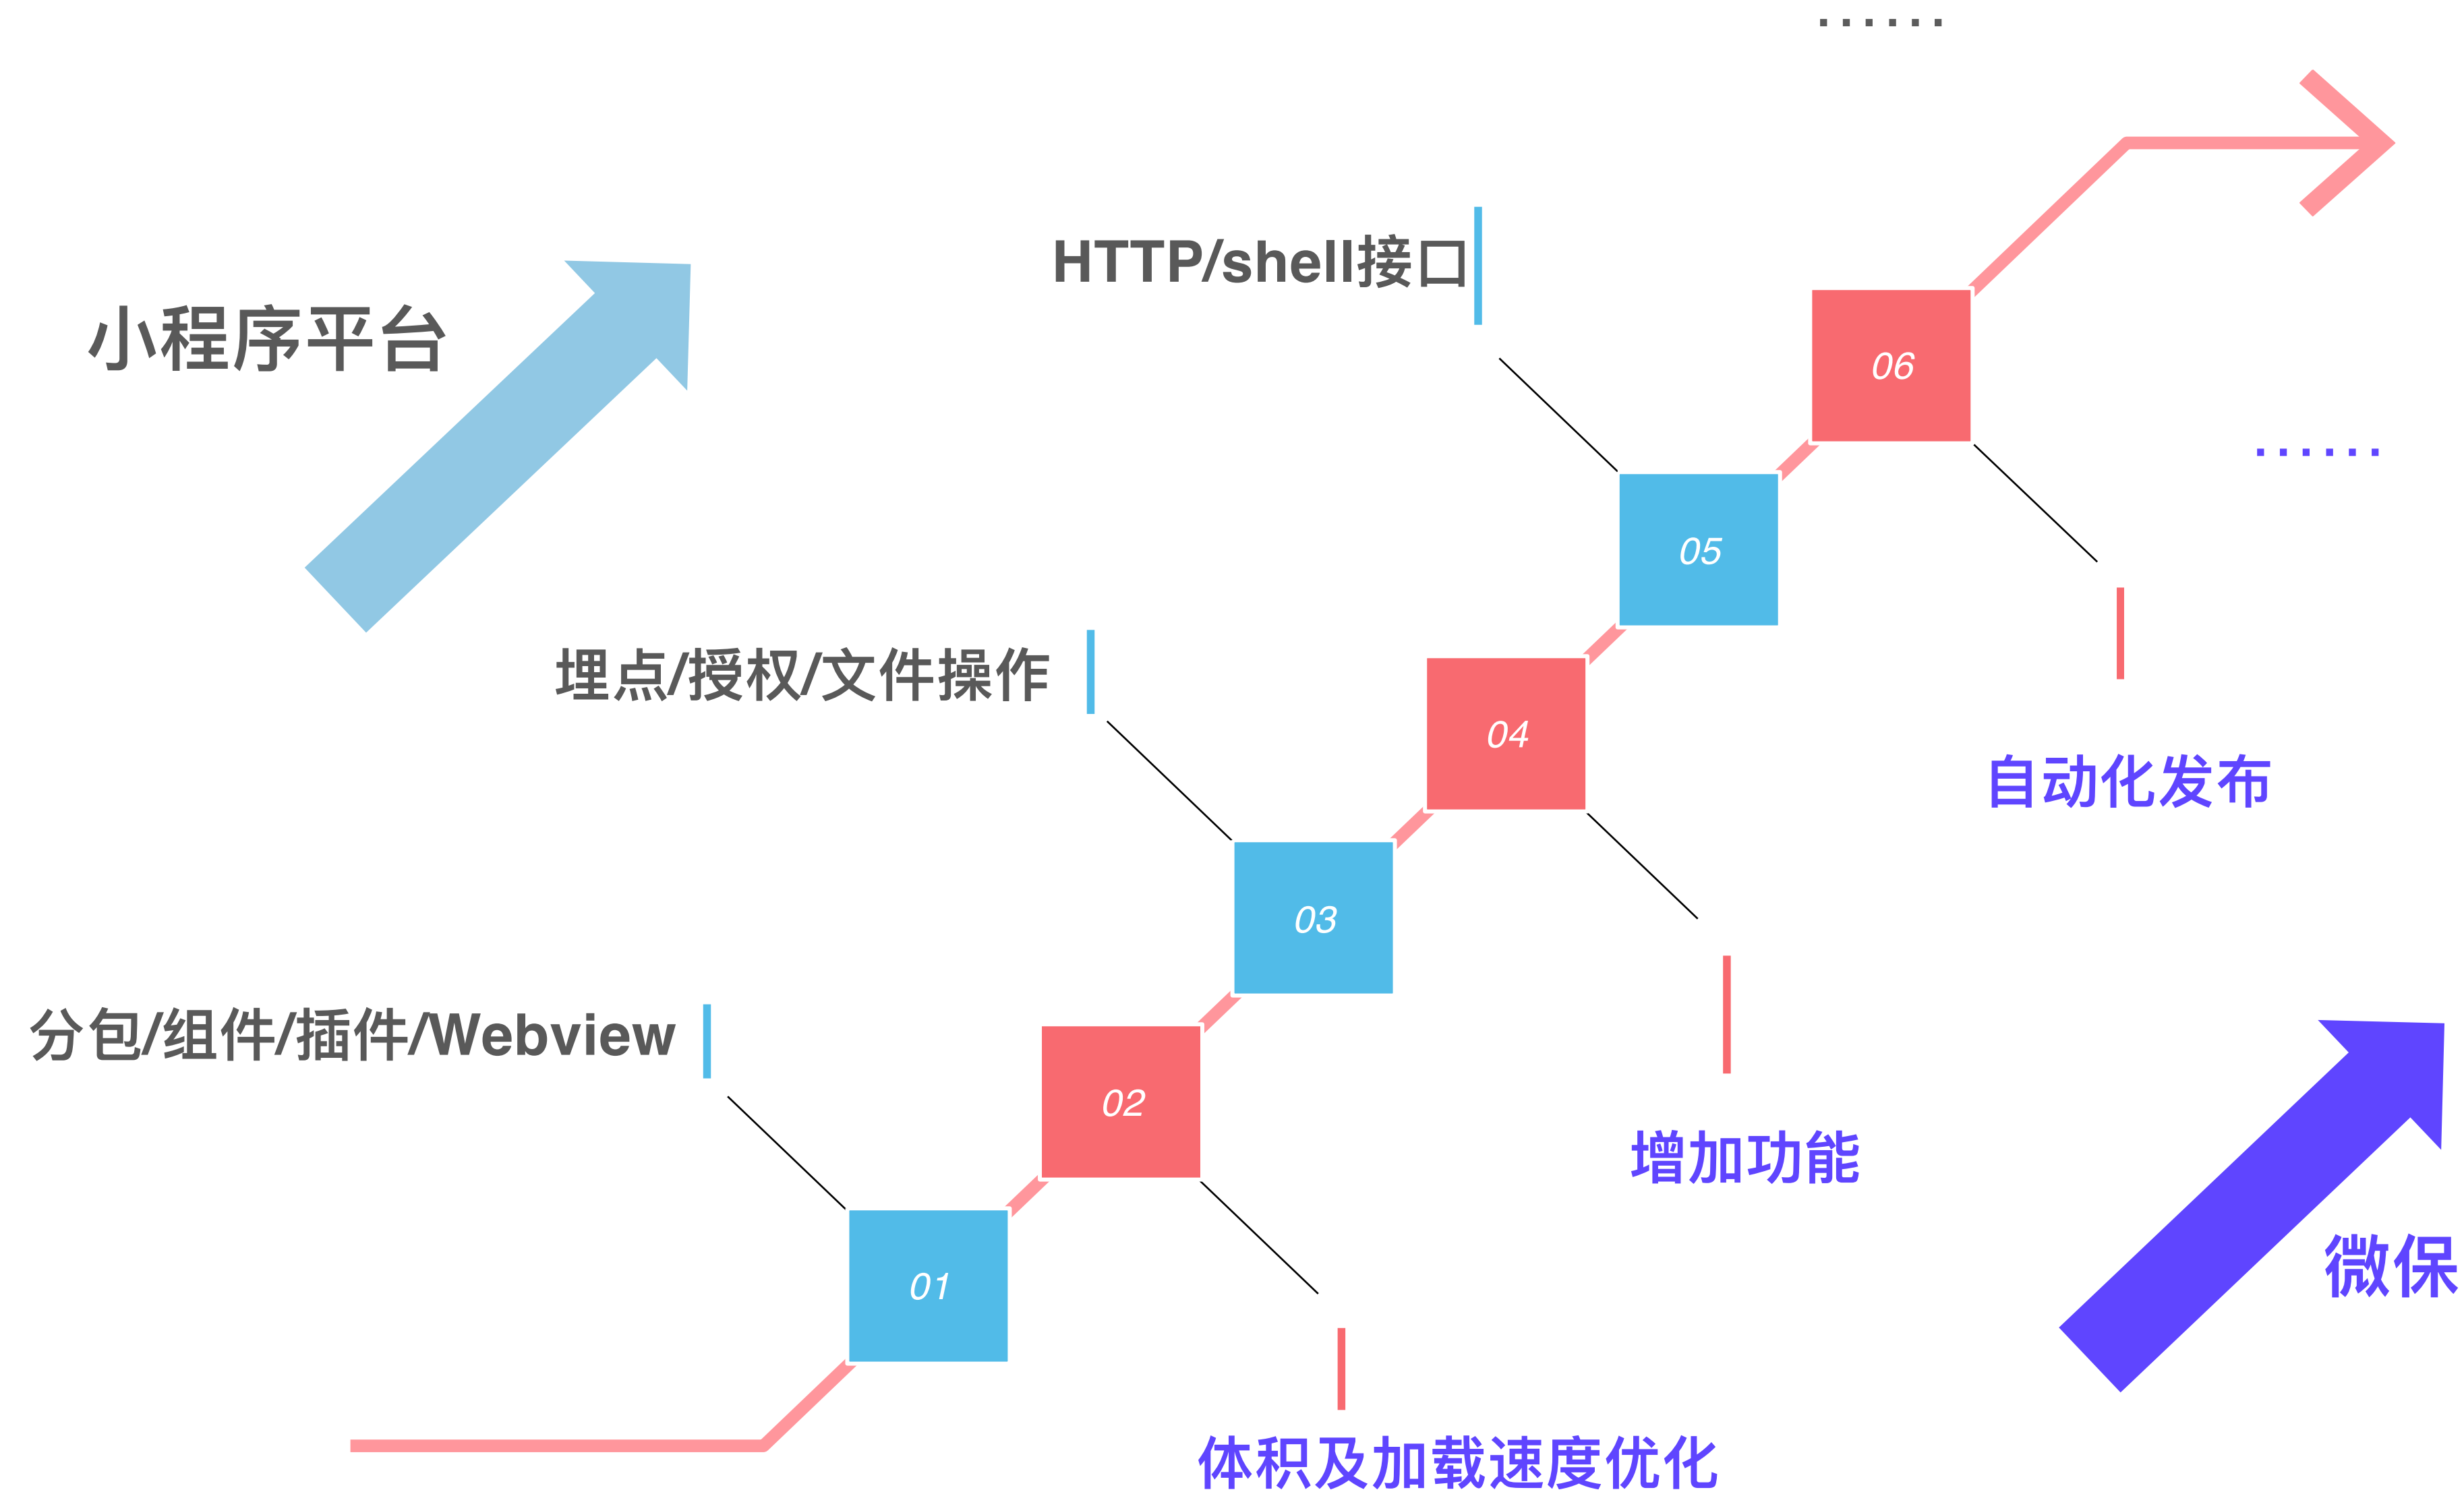 ······
HTTP/shell接口
小程序平台
06
······
05
埋点/授权/文件操作
04
自动化发布
03
分包/组件/插件/Webview
02
增加功能
微保
01
体积及加载速度优化